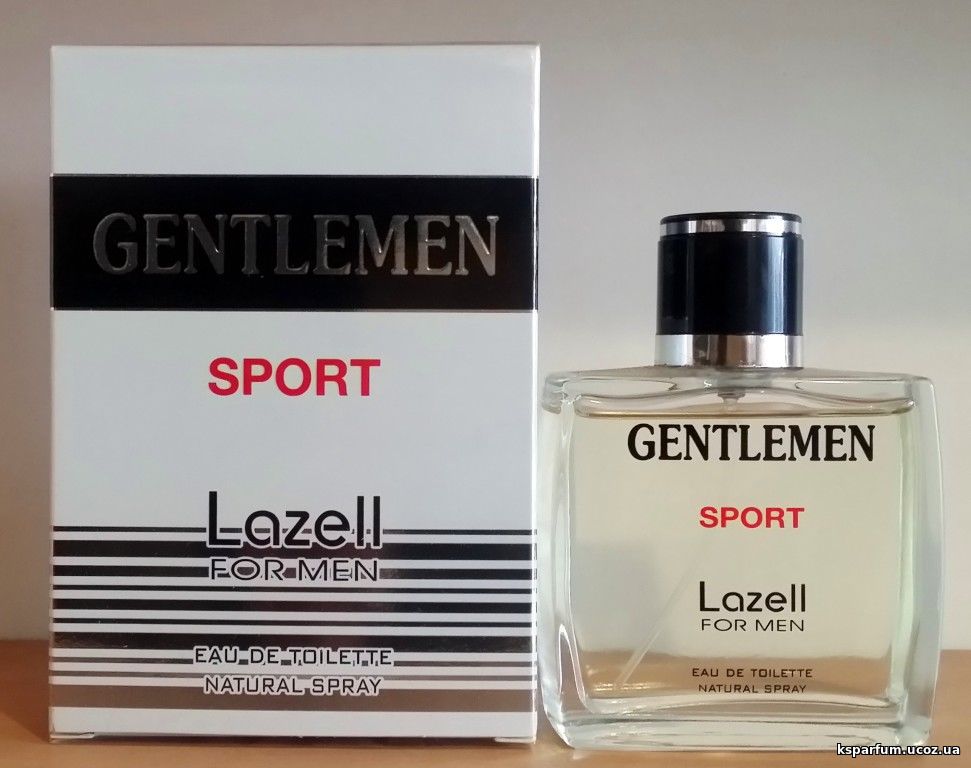 GENTLEMEN
SPORT
Lazell
FOR MEN
EAU DE TOILETTE
NATURAL SPRAY
GENTLEMEN
SPORT
Lazell
FOR MEN
EAU DE TOILETTE
NATURAL SPRAY
ksparfum.ucoz.ua